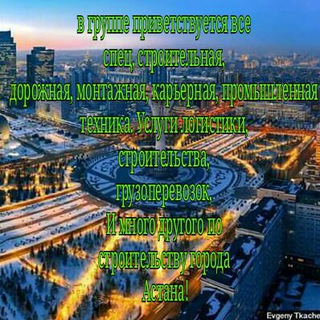 в группе приветствуется все
спец, строительная,
дорожная, монтажная, карьерная, промышленная
техника. Услуги логистики,
строительства,
грузоперевозок,
И много другого по
строительству города
Астана!
Evgeny Tkache